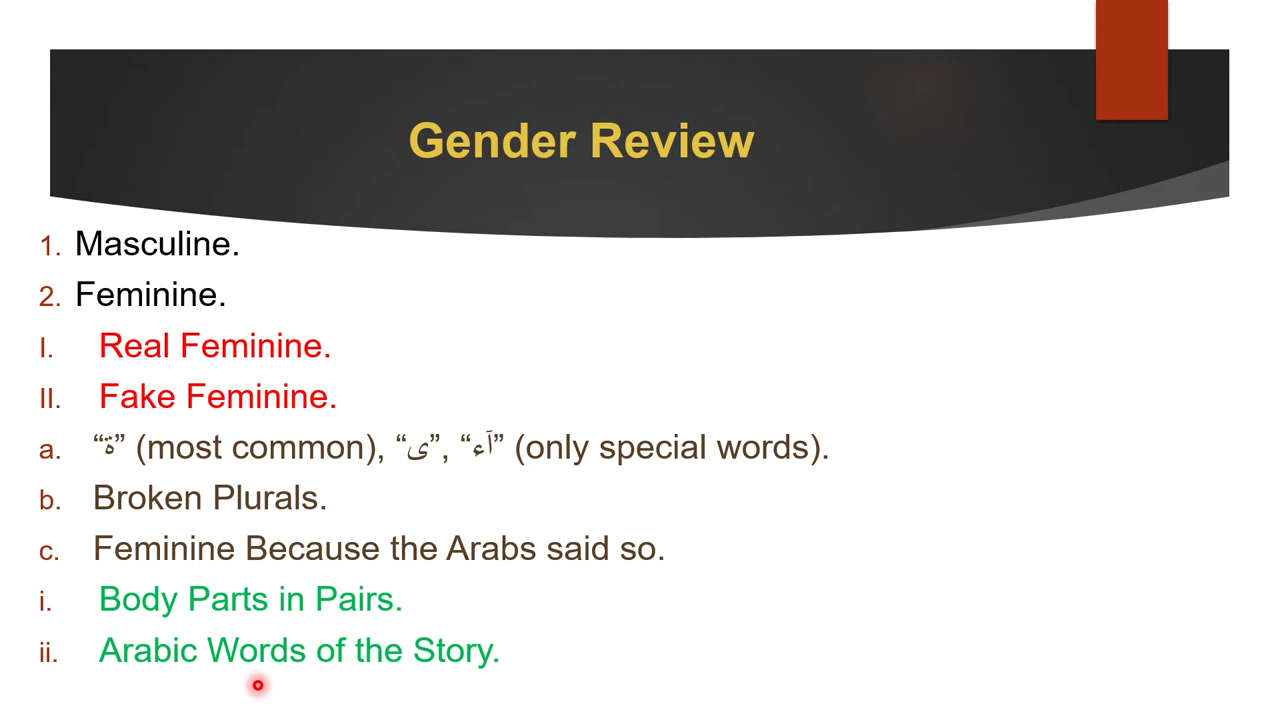 Gender Review
1. Masculine.
2. Feminine.
I. Real Feminine.
II. Fake Feminine.
a. “ة” (most common), “ى”, “آء” (only special words).
b. Broken Plurals.
c. Feminine Because the Arabs said so.
i. Body Parts in Pairs.
ii. Arabic Words of the Story.